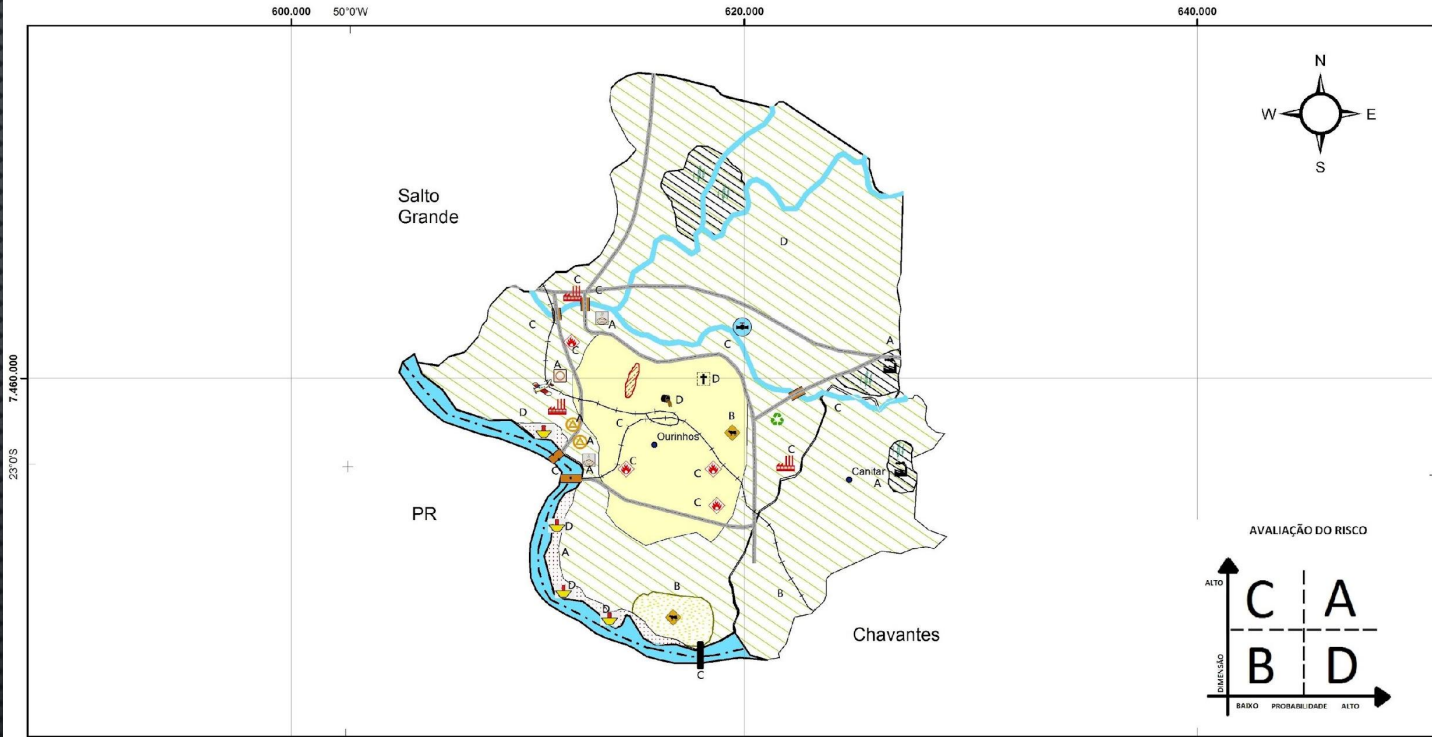 600.000
50°0'W
620.000
640.000
N
W
E
S
Salto
Grande
D
C
C
C
A
C
A
C
A
7.460.000
D
D
B
D
C
A
A
Ourinhos
C
C
C
C
A
C
C
Canitar
A
23°0'S
PR
D
A
D
D
B
B
C
Chavantes
AVALIAÇÃO DO RISCO
ALTO
C
A
DIMENSÃO
B
D
BAIXO PROBABILIDADE ALTO